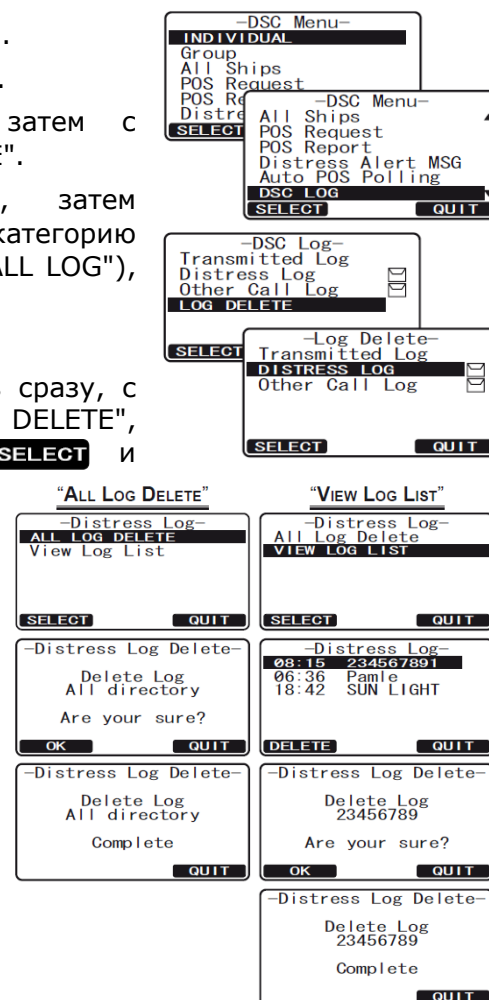 .
.
затем с
".
, затем
категорию
ALL LOG"),
сразу, с
DELETE",
SELECT и
-DSC Menu-
INDIVIDUAL
Group
All Ships
POS Request
POS Re
Distre
SELECT
-DSC Menu-
All Ships
POS Request
POS Report
Distress Alert MSG
Auto POS Polling
DSC LOG
SELECT QUIT
-DSC Log-
Transmitted Log
Distress Log
Other Call Log
LOG DELETE
SELECT
-Log Delete-
Transmitted Log
DISTRESS LOG
Other Call Log
SELECT QUIT
"ALL LOG DELETE"
-Distress Log-
ALL LOG DELETE
View Log List
SELECT QUIT
-Distress Log Delete-
Delete Log
All directory
Are your sure?
OK QUIT
-Distress Log Delete-
Delete Log
All directory
Complete
QUIT
"VIEW LOG LIST"
-Distress Log-
All Log Delete
VIEW LOG LIST
SELECT QUIT
-Distress Log-
08:15 234567891
06:36 Pamle
18:42 SUN LIGHT
DELETE QUIT
-Distress Log Delete-
Delete Log
23456789
Are your sure?
OK QUIT
-Distress Log Delete-
Delete Log
23456789
Complete
QUIT